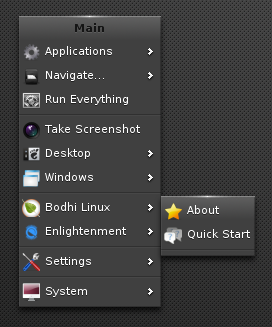 Main
Applications
Navigate...
Run Everything
Take Screenshot
Desktop
Windows
Bodhi Linux
Enlightenment
Settings
System
About
Quick Start